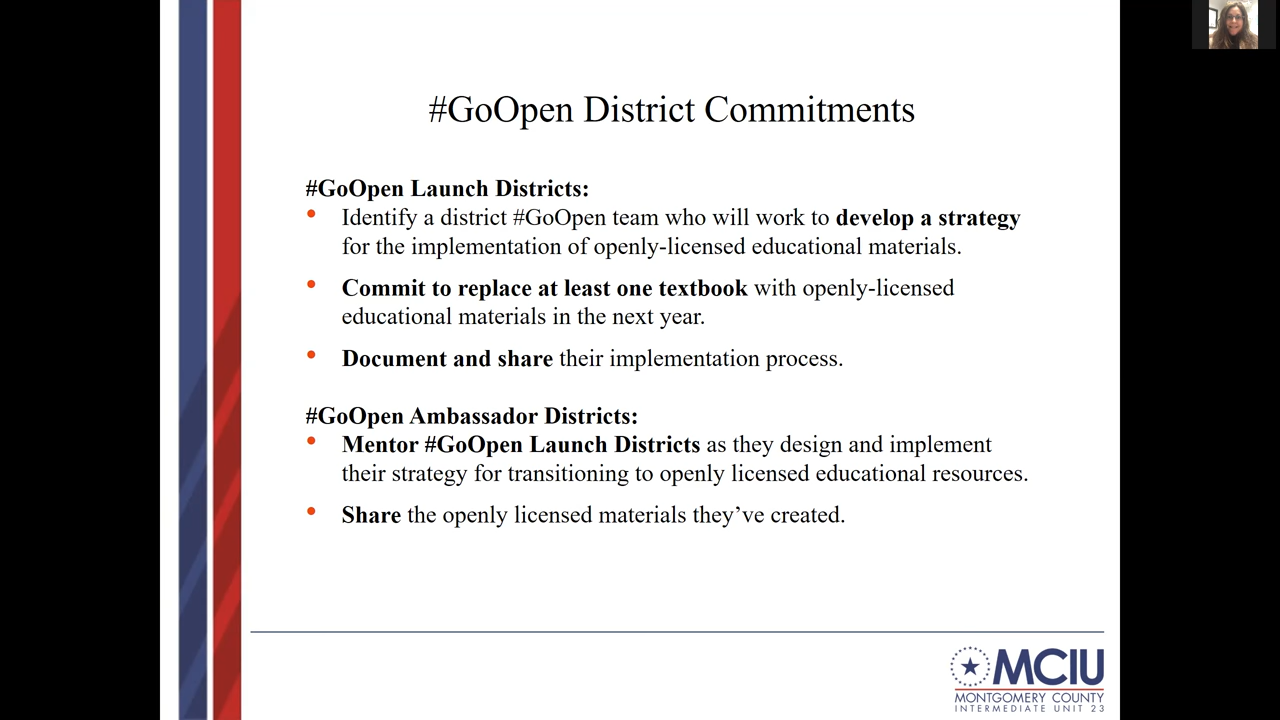 #GoOpen District Commitments
#GoOpen Launch Districts:
• Identify a district #GoOpen team who will work to develop a strategy
for the implementation of openly-licensed educational materials.
• Commit to replace at least one textbook with openly-licensed
educational materials in the next year.
• Document and share their implementation process.
#GoOpen Ambassador Districts:
• Mentor #GoOpen Launch Districts as they design and implement
their strategy for transitioning to openly licensed educational resources.
• Share the openly licensed materials they’ve created.
MCIU
MONTGOMERY COUNTY
INTERMEDIATE UNIT 23